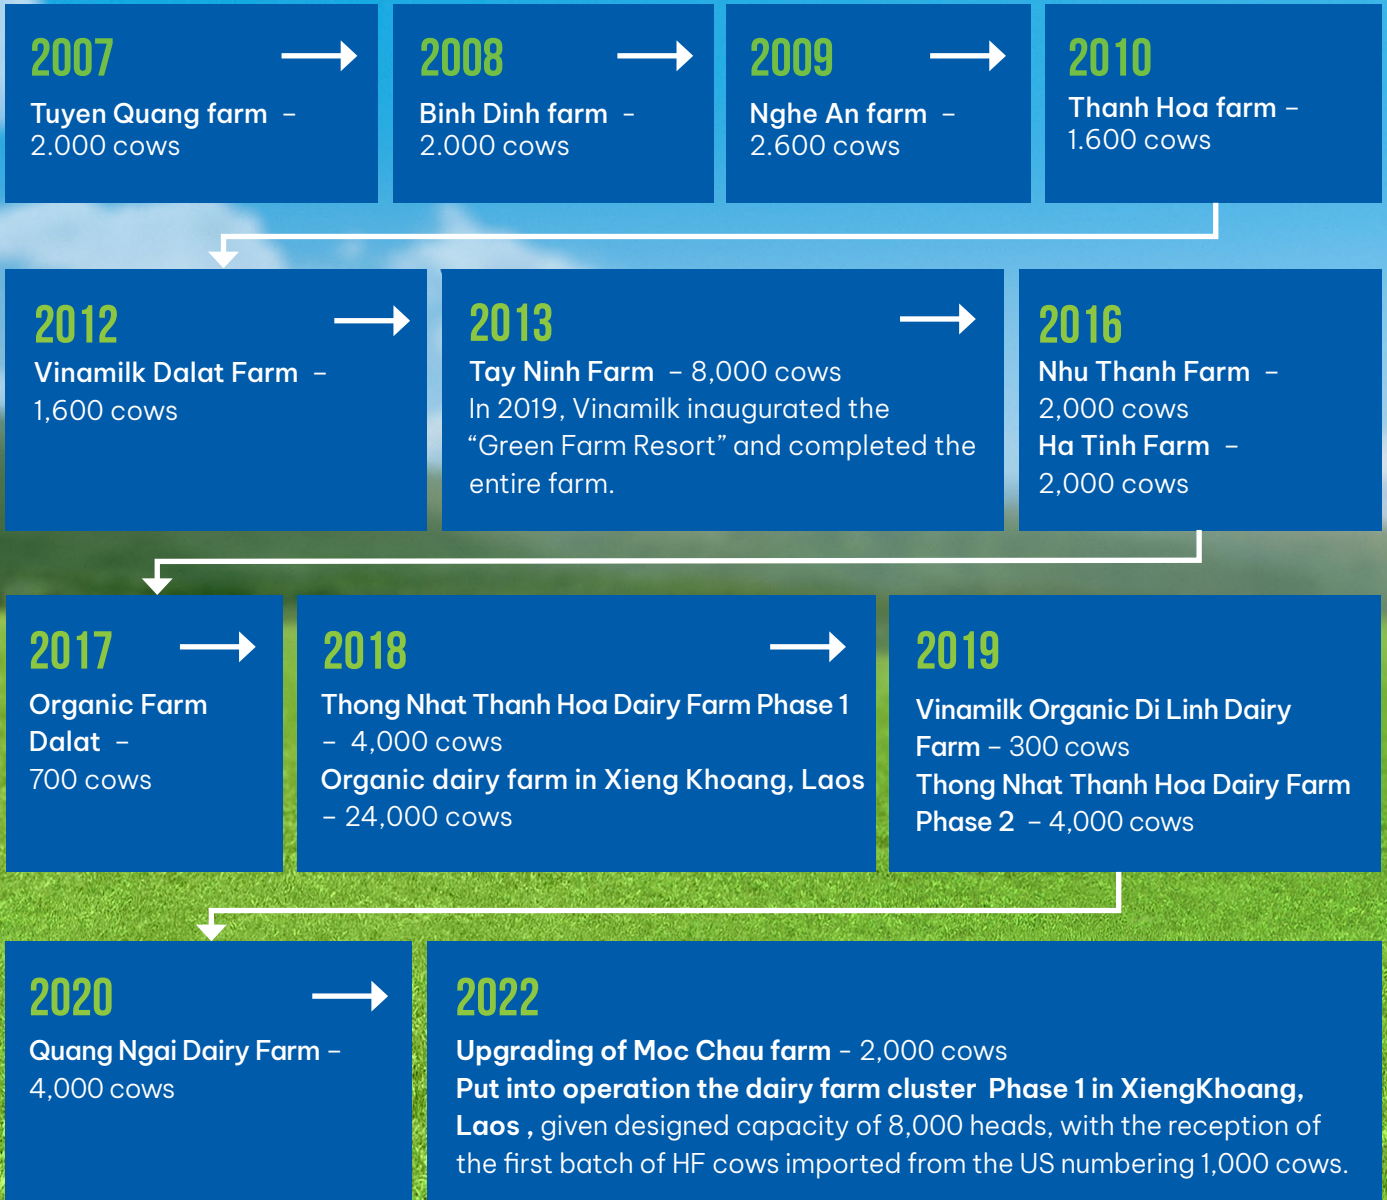 2007
Tuyen Quang farm –
2.000 cows
2008
Binh Dinh farm –
2.000 cows
2009
Nghe An farm –
2.600 cows
2010
Thanh Hoa farm –
1.600 cows
2012
Vinamilk Dalat Farm –
1,600 cows
2013
Tay Ninh Farm – 8,000 cows
In 2019, Vinamilk inaugurated the
“Green Farm Resort” and completed the
entire farm.
2016
Nhu Thanh Farm –
2,000 cows
Ha Tinh Farm –
2,000 cows
2017
Organic Farm
Dalat –
700 cows
2018
Thong Nhat Thanh Hoa Dairy Farm Phase 1
– 4,000 cows
Organic dairy farm in Xieng Khoang, Laos
– 24,000 cows
2019
Vinamilk Organic Di Linh Dairy
Farm – 300 cows
Thong Nhat Thanh Hoa Dairy Farm
Phase 2 – 4,000 cows
2020
Quang Ngai Dairy Farm –
4,000 cows
2022
Upgrading of Moc Chau farm – 2,000 cows
Put into operation the dairy farm cluster Phase 1 in XiengKhoang,
Laos , given designed capacity of 8,000 heads, with the reception of
the first batch of HF cows imported from the US numbering 1,000 cows.